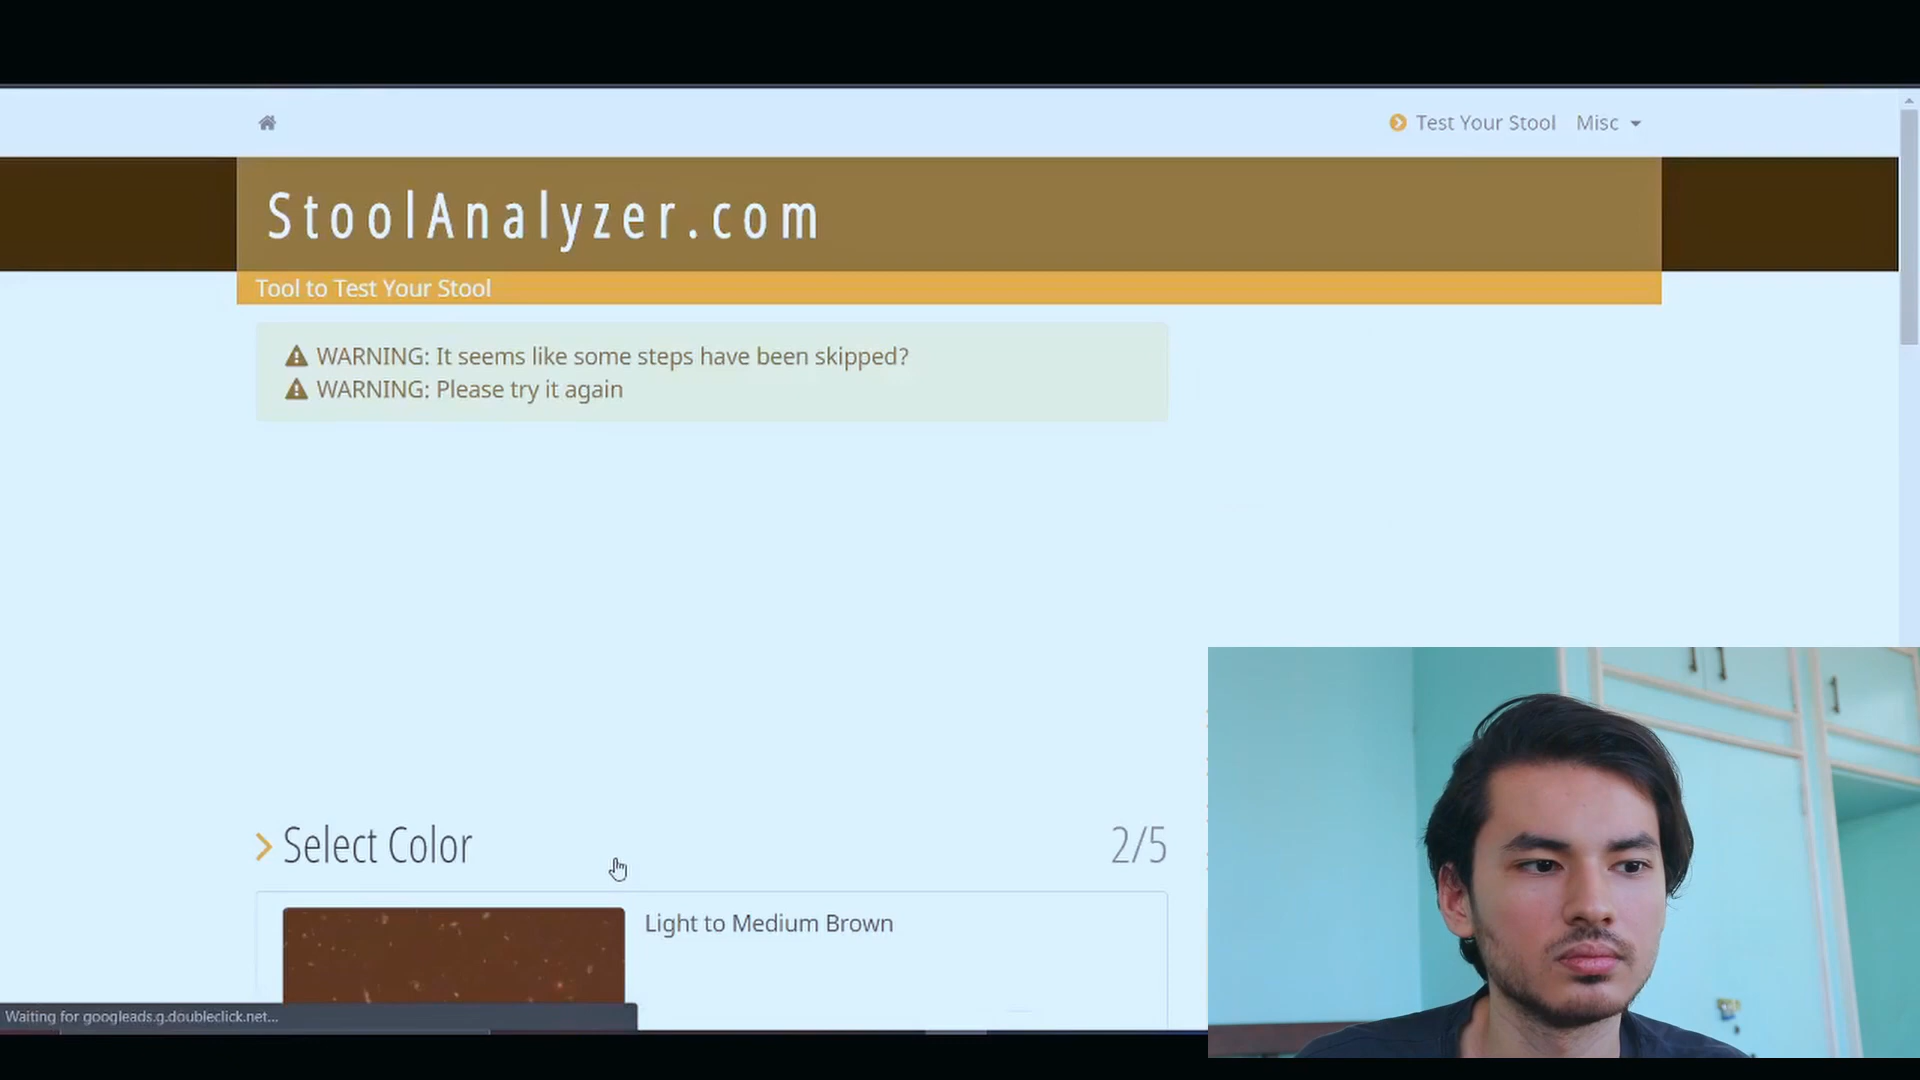 Test Your Stool Misc
StoolAnalyzer.com
Tool to Test Your Stool
WARNING: It seems like some steps have been skipped?
WARNING: Please try it again
Select Color 2/5
Light to Medium Brown
Waiting for googleads.g.doubleclick.net...